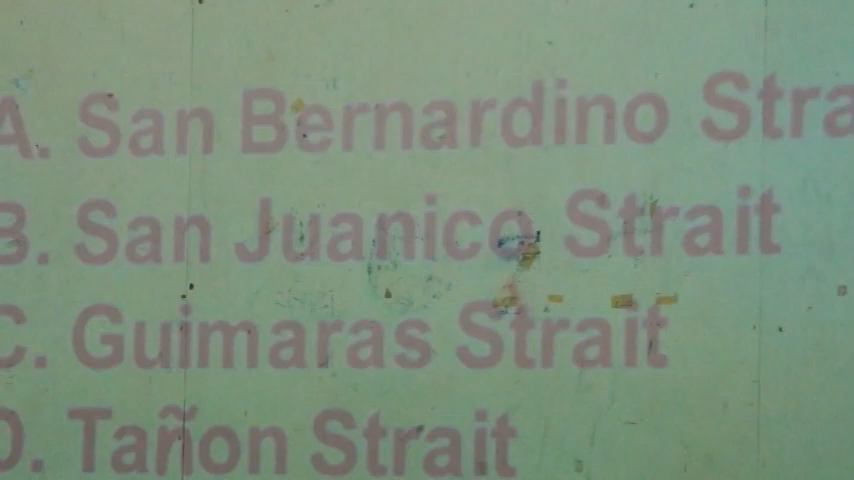 A. San Bernardino Stra
B. San Juanico Strait
C. Guimaras Strait
D. Tañon Strait